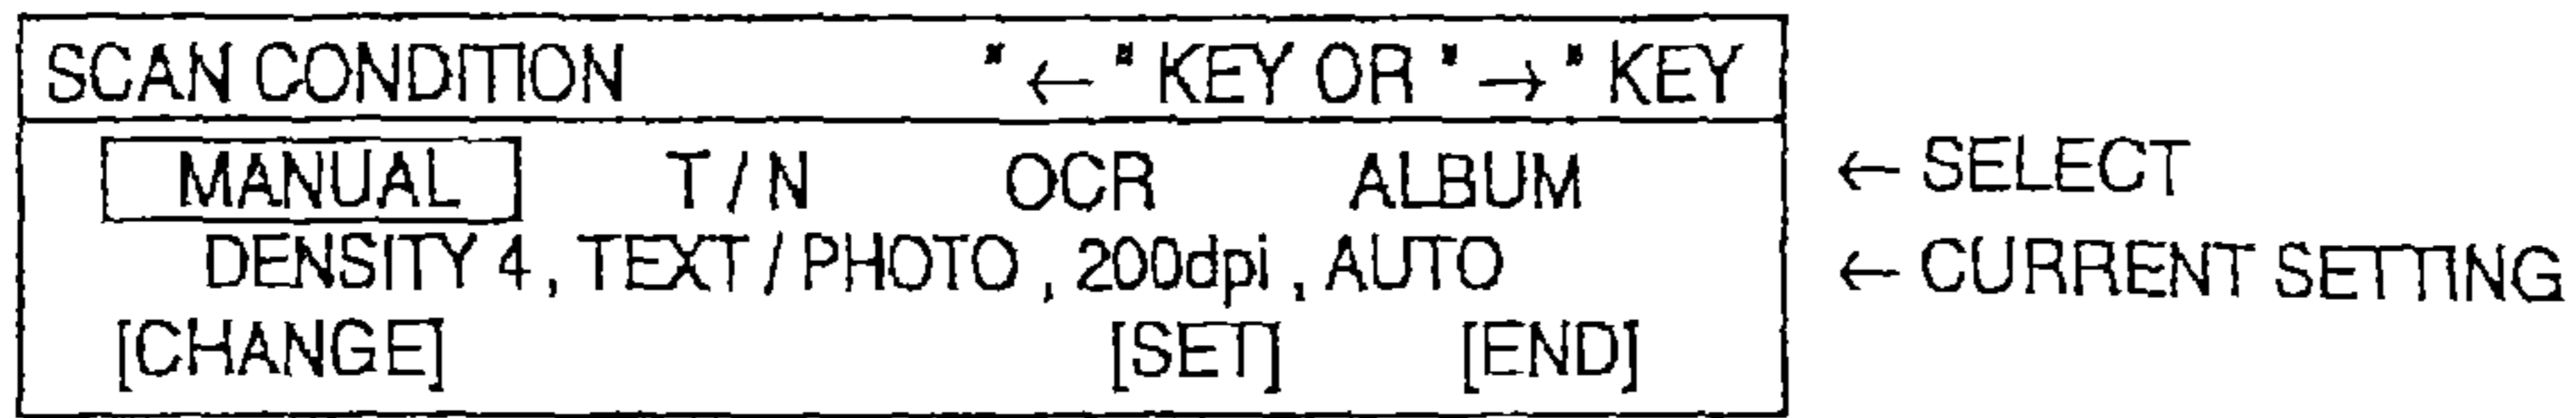 SCAN CONDITION "←" KEY OR "→" KEY
MANUAL T / N OCR ALBUM ← SELECT
DENSITY 4 , TEXT / PHOTO , 200dpi , AUTO ← CURRENT SETTING
[CHANGE] [SET] [END]